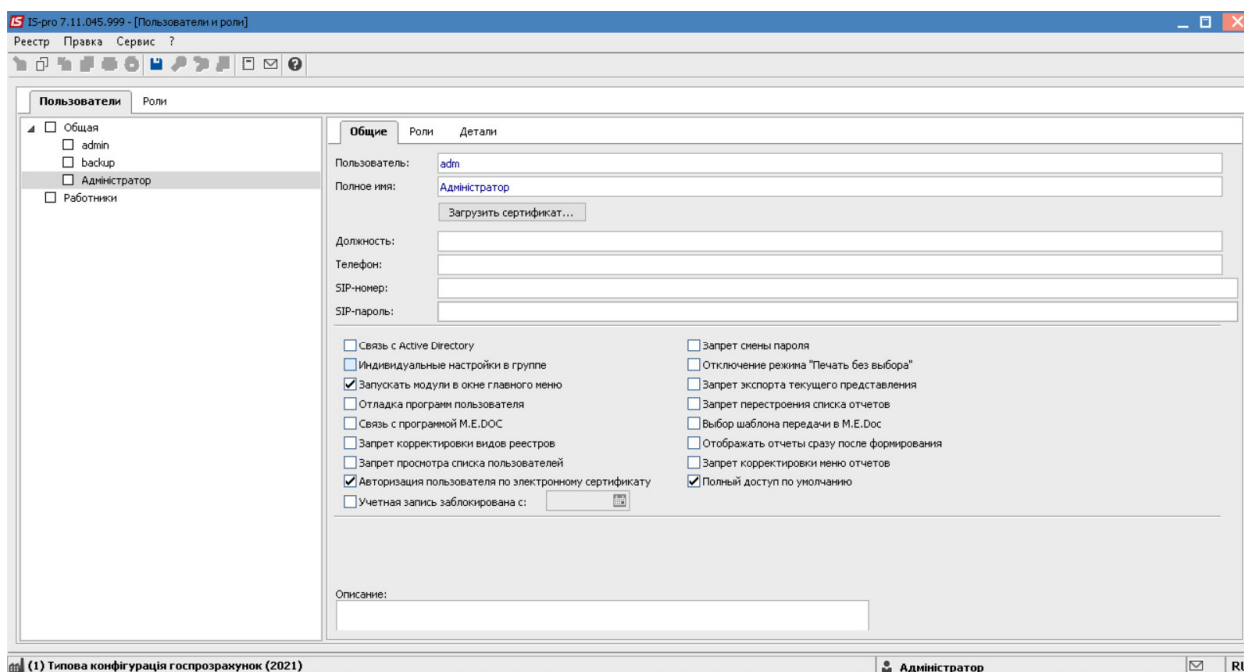 IS IS-pro 7.11.045.999 - [Пользователи и роли]
Реестр Правка Сервис ?
Пользователи Роли
Общая
admin
backup
Адміністратор
Работники
Общие Роли Детали
Пользователь: adm
Полное имя: Адміністратор
Загрузить сертификат...
Должность:
Телефон:
SIP-номер:
SIP-пароль:
Связь с Active Directory
Индивидуальные настройки в группе
Запускать модули в окне главного меню
Отладка программ пользователя
Связь с программой M.E.DOC
Запрет корректировки видов реестров
Запрет просмотра списка пользователей
Авторизация пользователя по электронному сертификату
Учетная запись заблокирована с:
Запрет смены пароля
Отключение режима "Печать без выбора"
Запрет экспорта текущего представления
Запрет перестроения списка отчетов
Выбор шаблона передачи в M.E.Doc
Отображать отчеты сразу после формирования
Запрет корректировки меню отчетов
Полный доступ по умолчанию
Описание:
(1) Типова конфігурація госпрозрахунок (2021) Адміністратор RU